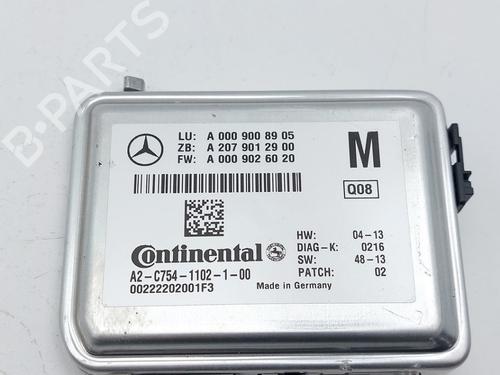 B-PARTS
LU: A 000 900 89 05
ZB: A 207 901 29 00
FW: A 000 902 60 20
M
Q08
Continental
A2-C754-1102-1-00
00222202001F3
HW: 04-13
DIAG-K: 0216
SW: 48-13
PATCH: 02
Made in Germany